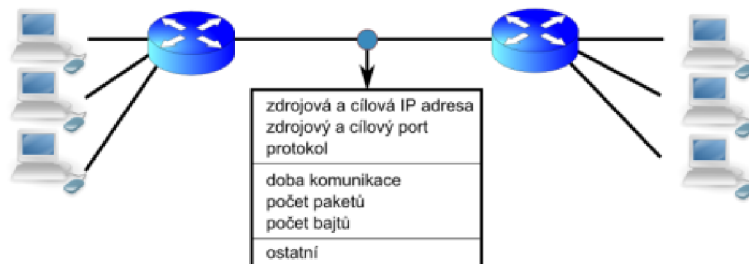 zdrojová a cílová IP adresa
zdrojový a cílový port
protokol
doba komunikace
počet paketů
počet bajtů
ostatní